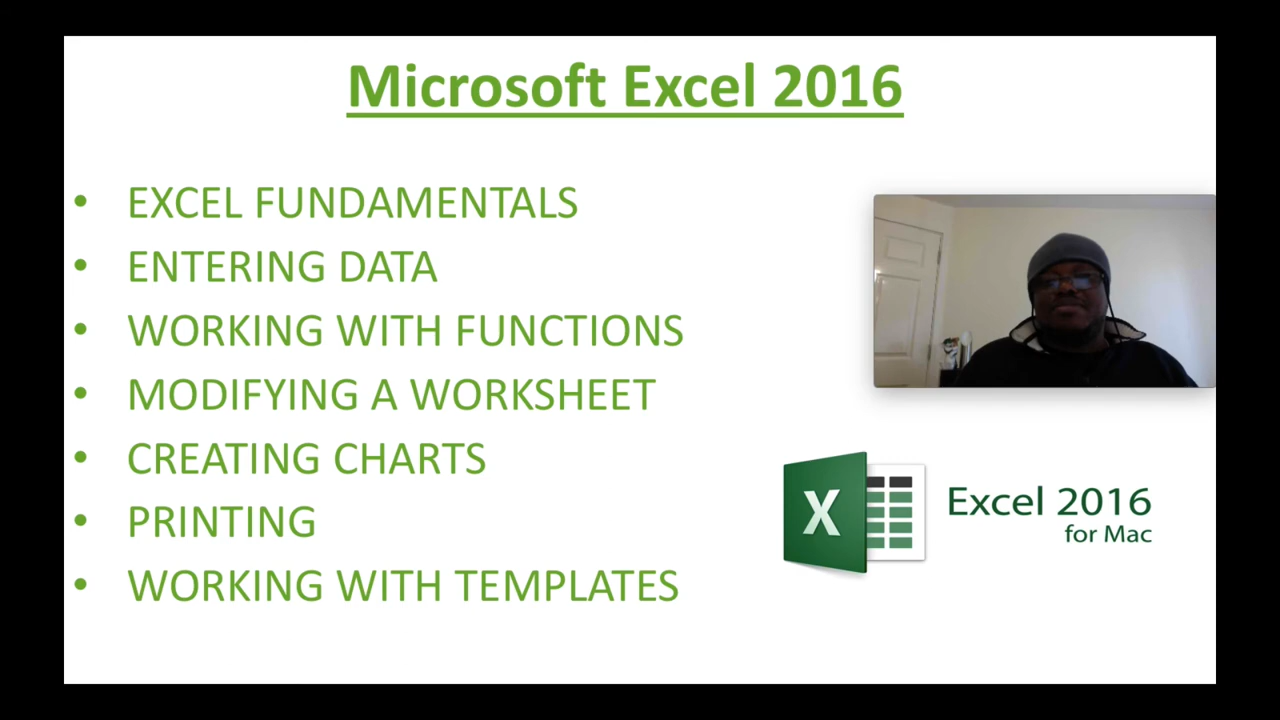 Microsoft Excel 2016
• EXCEL FUNDAMENTALS
• ENTERING DATA
• WORKING WITH FUNCTIONS
• MODIFYING A WORKSHEET
• CREATING CHARTS
• PRINTING
• WORKING WITH TEMPLATES
X
Excel 2016
for Mac